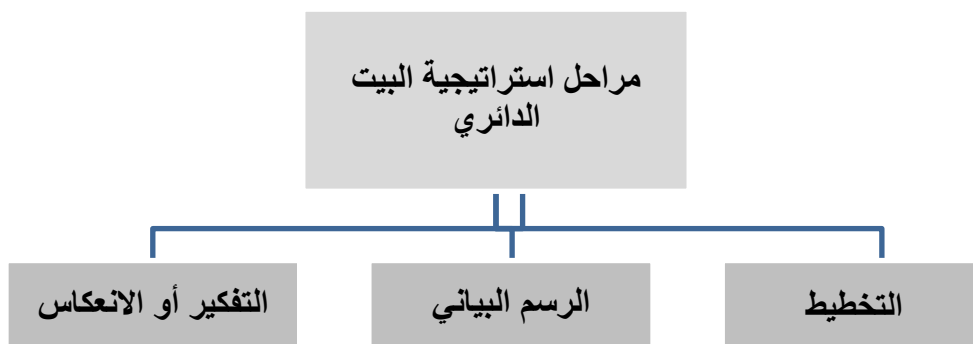 مراحل استراتيجية البيت
الدائري
التخطيط
الرسم البياني
التفكير أو الانعكاس